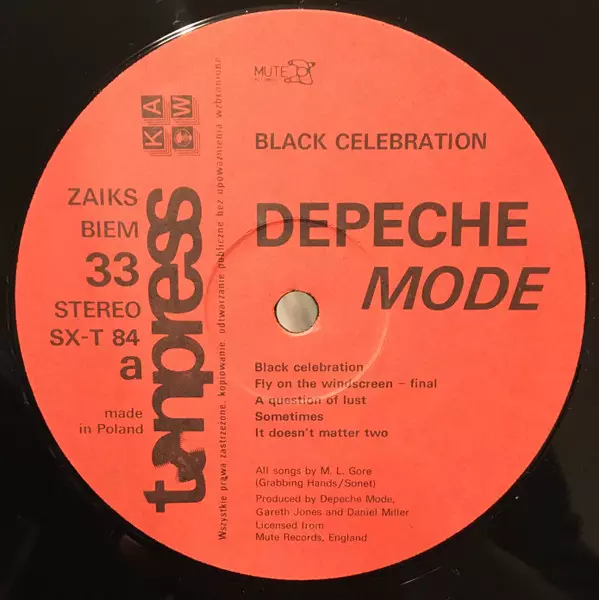 MUTE
BLACK CELEBRATION
DEPECHE
MODE
K A
W
ZAIKS
BIEM
33
STEREO
SX-T 84
a
made
in Poland
tonpress
Wszystkie prawa zastrzeżone, kopiowanie, odtwarzanie publiczne bez upoważnienia wzbronione
Black celebration
Fly on the windscreen – final
A question of lust
Sometimes
It doesn't matter two
All songs by M. L. Gore
(Grabbing Hands/Sonet)
Produced by Depeche Mode,
Gareth Jones and Daniel Miller
Licensed from
Mute Records, England